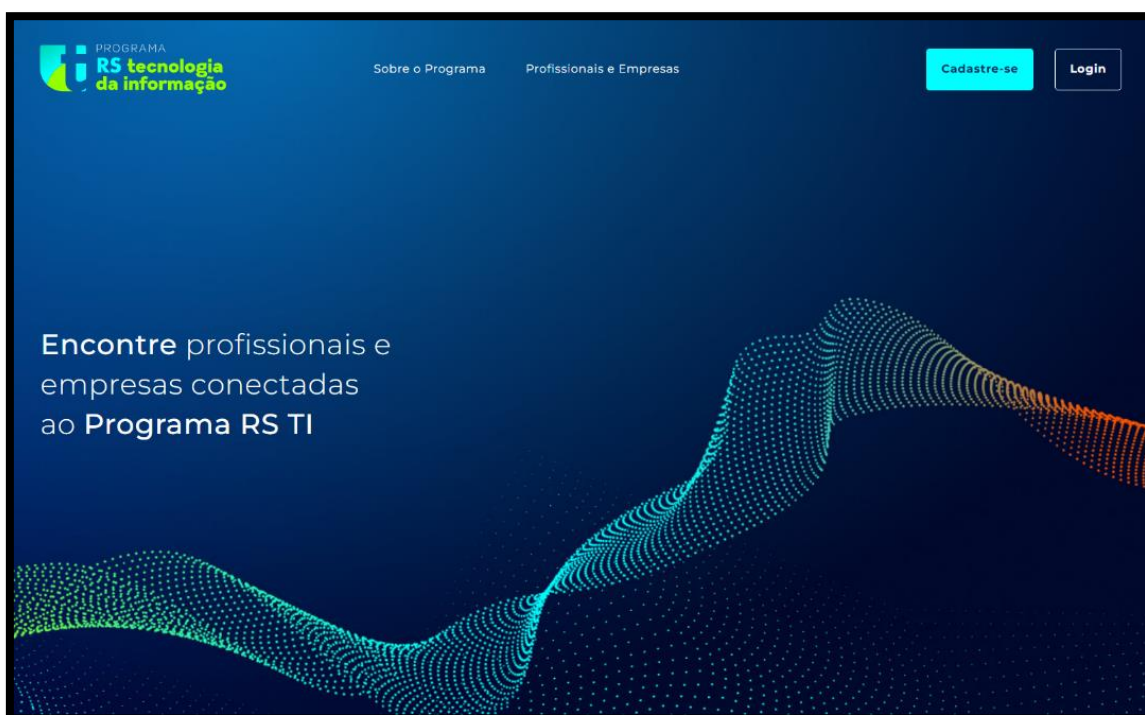 PROGRAMA
RS tecnologia
da informação
Sobre o Programa
Profissionais e Empresas
Cadastre-se
Login
Encontre profissionais e
empresas conectadas
ao Programa RS TI